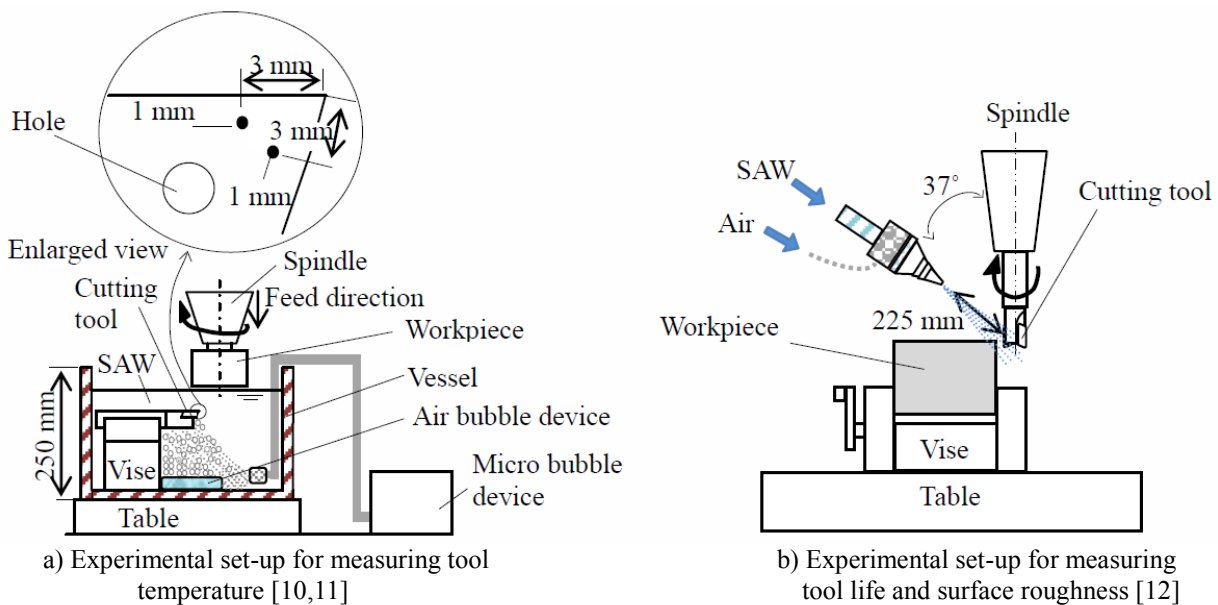 3 mm
1 mm
Hole
3 mm
1 mm
Enlarged view
Cutting
tool
Spindle
Feed direction
Workpiece
SAW
Vessel
Air bubble device
250 mm
Vise
Micro bubble
device
Table
a) Experimental set-up for measuring tool
temperature [10,11]
Spindle
SAW
37°
Cutting tool
Air
225 mm
Workpiece
Vise
Table
b) Experimental set-up for measuring
tool life and surface roughness [12]